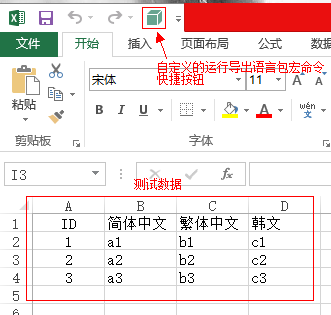 文件 开始 插入 页面布局 公式 数据
自定义的运行导出语言包宏命令
快捷按钮
宋体 11
粘贴
B I U A wén
剪贴板 字体
I3 fx
测试数据
A B C D
1 ID 简体中文 繁体中文 韩文
2 1 a1 b1 c1
3 2 a2 b2 c2
4 3 a3 b3 c3
5